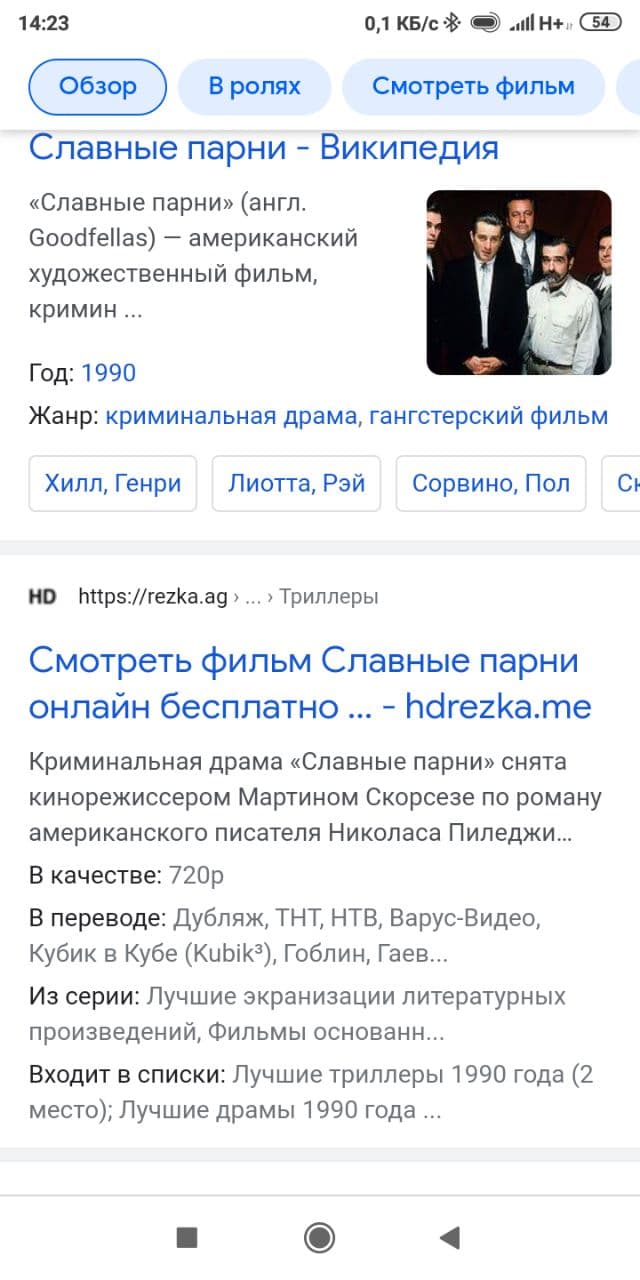 14:23 0,1 КБ/с H+ 54
Обзор В ролях Смотреть фильм
Славные парни - Википедия
«Славные парни» (англ.
Goodfellas) — американский
художественный фильм,
кримин ...
Год: 1990
Жанр: криминальная драма, гангстерский фильм
Хилл, Генри Лиотта, Рэй Сорвино, Пол
HD https://rezka.ag › ... › Триллеры
Смотреть фильм Славные парни
онлайн бесплатно ... - hdrezka.me
Криминальная драма «Славные парни» снята
кинорежиссером Мартином Скорсезе по роману
американского писателя Николаса Пиледжи...
В качестве: 720p
В переводе: Дубляж, ТНТ, НТВ, Варус-Видео,
Кубик в Кубе (Kubik³), Гоблин, Гаев...
Из серии: Лучшие экранизации литературных
произведений, Фильмы основанн...
Входит в списки: Лучшие триллеры 1990 года (2
место); Лучшие драмы 1990 года ...